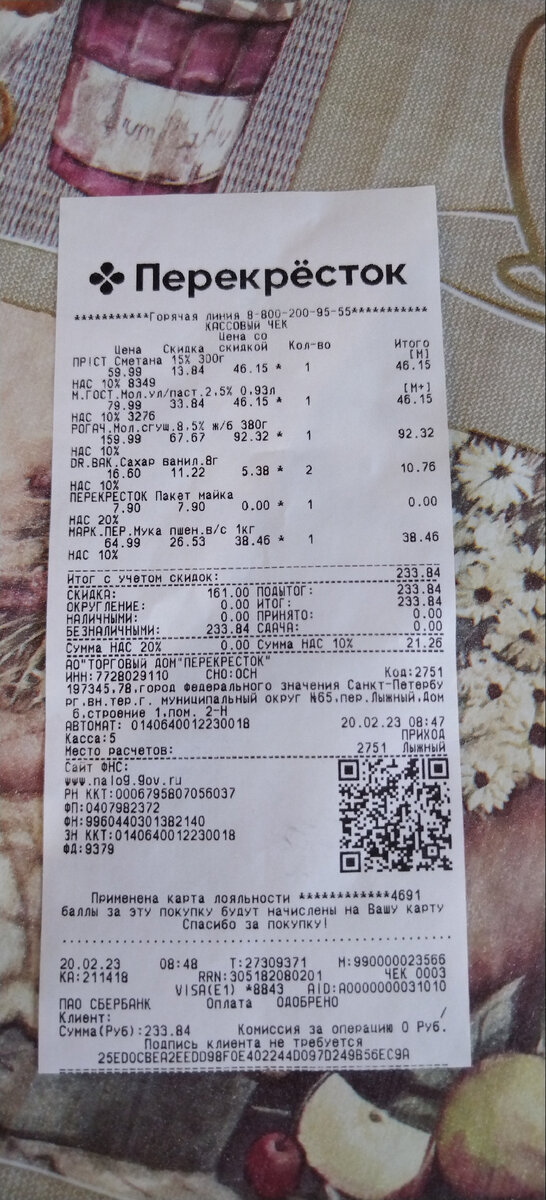 Перекрёсток
***********Горячая линия 8-800-200-95-55***********
КАССОВЫЙ ЧЕК
Цена со
Цена Скидка скидкой Кол-во Итого
ПР!СТ Сметана 15% 300г [М]
59.99 13.84 46.15 * 1 46.15
НДС 10% 8349
М.ГОСТ.Мол.ул/паст.2,5% 0,93л [М+]
79.99 33.84 46.15 * 1 46.15
НДС 10% 3276
РОГАЧ.Мол.сгущ.8,5% ж/б 380г
159.99 67.67 92.32 * 1 92.32
НДС 10%
DR.BAK.Сахар ванил.8г
16.60 11.22 5.38 * 2 10.76
НДС 10%
ПЕРЕКРЕСТОК Пакет майка
7.90 7.90 0.00 * 1 0.00
НДС 20%
МАРК.ПЕР.Мука пшен.в/с 1кг
64.99 26.53 38.46 * 1 38.46
НДС 10%
Итог с учетом скидок: 233.84
СКИДКА: 161.00 ПОДЫТОГ: 233.84
ОКРУГЛЕНИЕ: 0.00 ИТОГ: 233.84
НАЛИЧНЫМИ: 0.00 ПРИНЯТО: 0.00
БЕЗНАЛИЧНЫМИ: 233.84 СДАЧА: 0.00
Сумма НДС 20% 0.00 Сумма НДС 10% 21.26
АО"ТОРГОВЫЙ ДОМ"ПЕРЕКРЕСТОК"
ИНН:7728029110 СНО:ОСН Код:2751
197345,78,город федерального значения Санкт-Петербу
рг,вн.тер.г. муниципальный округ №65,пер.Лыжный,Дом
6,строение 1,пом. 2-Н
АВТОМАТ: 0140640012230018 20.02.23 08:47
Касса:5 ПРИХОД
Место расчетов: 2751 Лыжный
Сайт ФНС:
www.nalog.gov.ru
РН ККТ:0006795807056037
ФП:0407982372
ФН:9960440301382140
ЗН ККТ:0140640012230018
ФД:9379
Применена карта лояльности ************4691
баллы за эту покупку будут начислены на Вашу карту
Спасибо за покупку!
20.02.23 08:48 Т:27309371 М:990000023566
КА:211418 RRN:305182080201 ЧЕК 0003
VISA(E1) *8843 AID:A0000000031010
ПАО СБЕРБАНК Оплата ОДОБРЕНО
Клиент: /
Сумма(Руб):233.84 Комиссия за операцию 0 Руб.
Подпись клиента не требуется
25ED0CBEA2EEDD98F0E402244D097D249B56EC9A